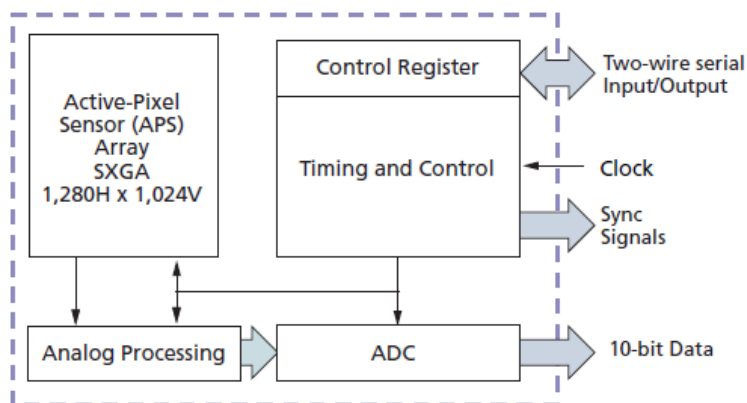 Active-Pixel
Sensor (APS)
Array
SXGA
1,280H x 1,024V
Control Register
Timing and Control
Two-wire serial
Input/Output
Clock
Sync
Signals
Analog Processing
ADC
10-bit Data